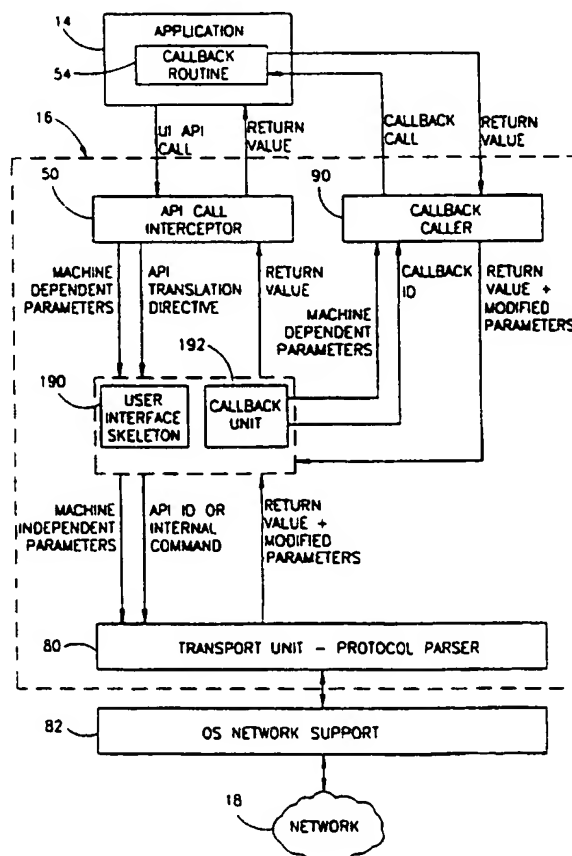 14
APPLICATION
54
CALLBACK
ROUTINE
16
UI API
CALL
RETURN
VALUE
CALLBACK
CALL
RETURN
VALUE
50
API CALL
INTERCEPTOR
90
CALLBACK
CALLER
MACHINE
DEPENDENT
PARAMETERS
API
TRANSLATION
DIRECTIVE
RETURN
VALUE
MACHINE
DEPENDENT
PARAMETERS
CALLBACK
ID
RETURN
VALUE +
MODIFIED
PARAMETERS
190
USER
INTERFACE
SKELETON
192
CALLBACK
UNIT
MACHINE
INDEPENDENT
PARAMETERS
API ID OR
INTERNAL
COMMAND
RETURN
VALUE +
MODIFIED
PARAMETERS
80
TRANSPORT UNIT - PROTOCOL PARSER
82
OS NETWORK SUPPORT
18
NETWORK